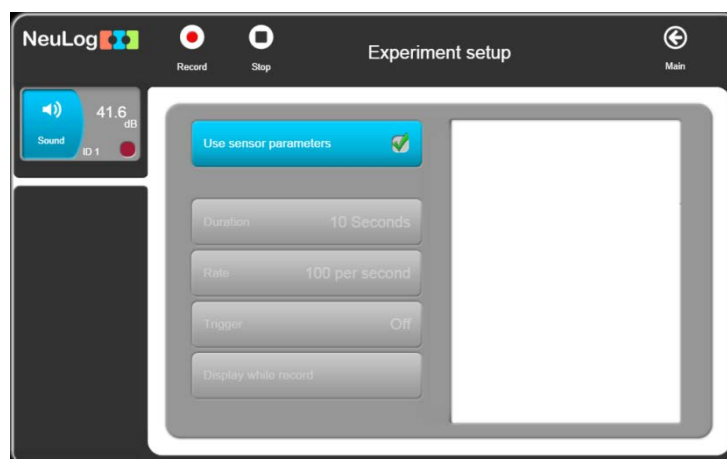 NeuLog
Record
Stop
Experiment setup
Main
Sound
41.6
dB
ID 1
Use sensor parameters
Duration 10 Seconds
Rate 100 per second
Trigger Off
Display while record